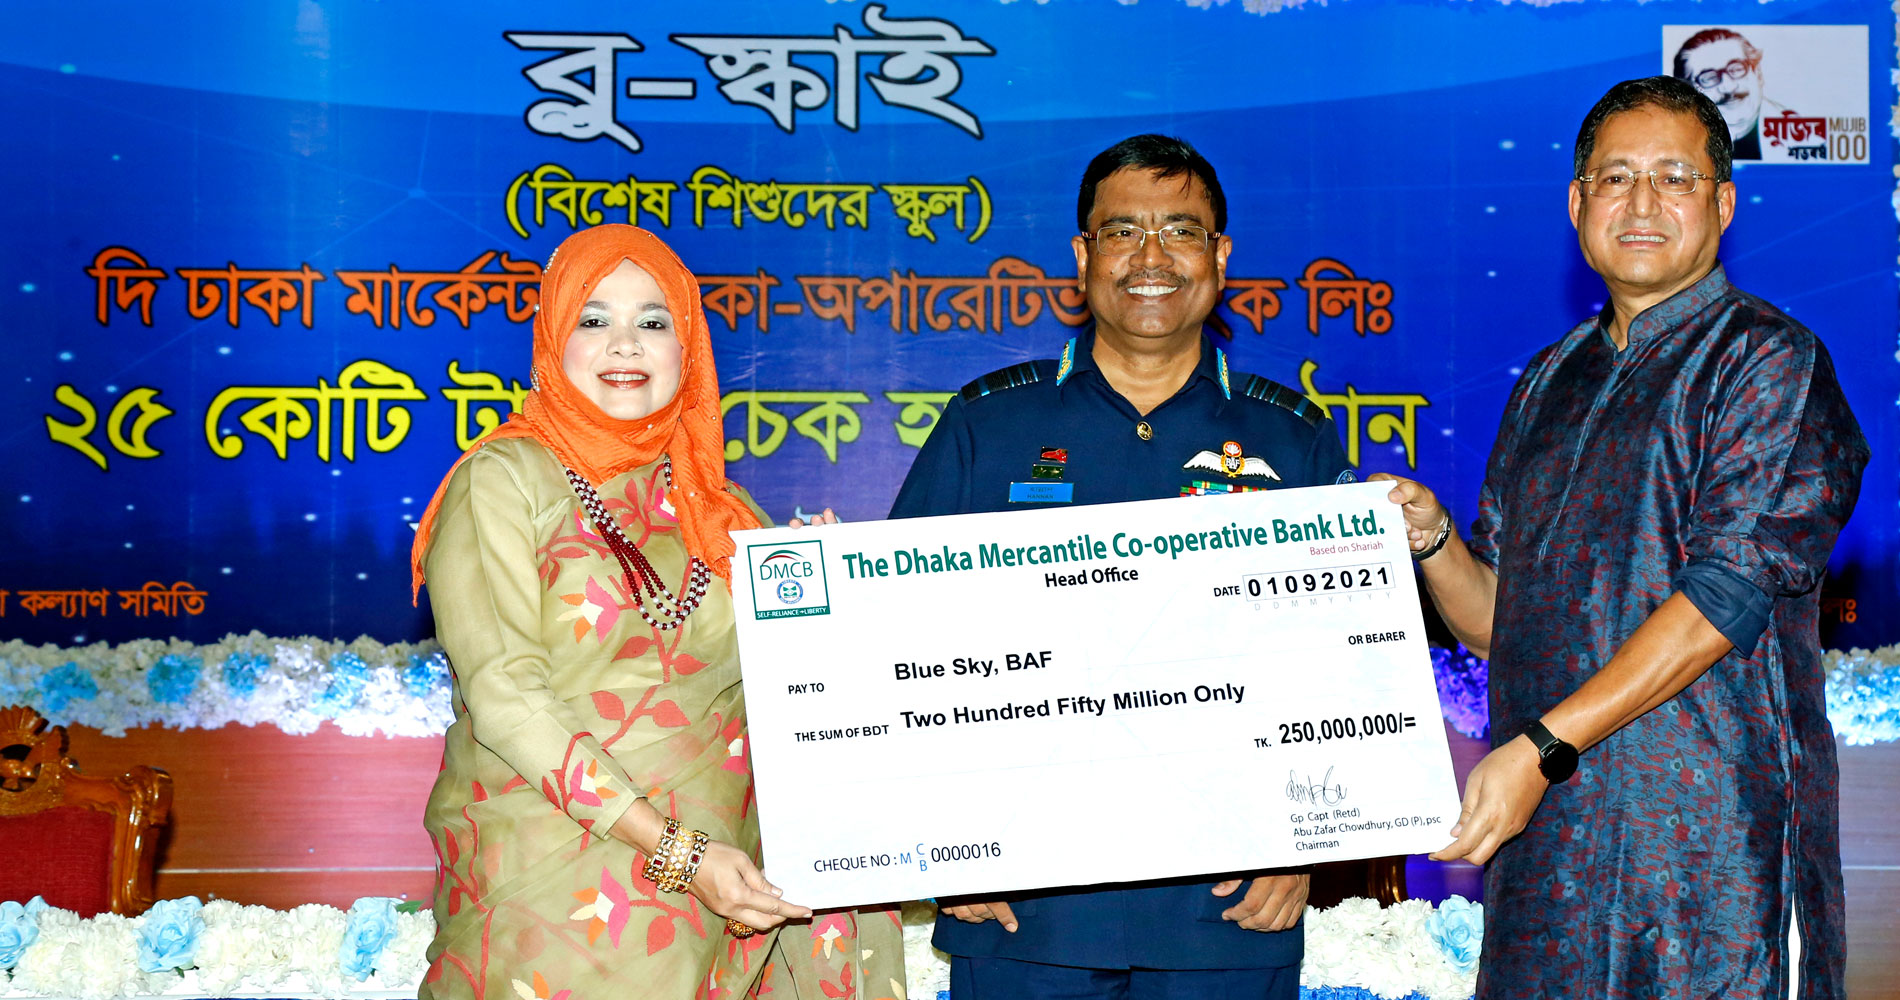 ব্লু-স্কাই
মুজিব MUJIB
শতবর্ষ 100
(বিশেষ শিশুদের স্কুল)
দি ঢাকা মার্কেন্ট কো-অপারেটিভ ংক লিঃ
২৫ কোটি টা চেক হ ঠান
কল্যাণ সমিতি
লিঃ
BAF
HANNAN
DMCB
SELF-RELIANCE LIBERTY
The Dhaka Mercantile Co-operative Bank Ltd.
Based on Shariah
Head Office
DATE 01092021
D D M M Y Y Y Y
PAY TO Blue Sky, BAF OR BEARER
THE SUM OF BDT Two Hundred Fifty Million Only
TK. 250,000,000/=
Gp Capt (Retd)
Abu Zafar Chowdhury, GD (P), psc
Chairman
CHEQUE NO : MCB 0000016